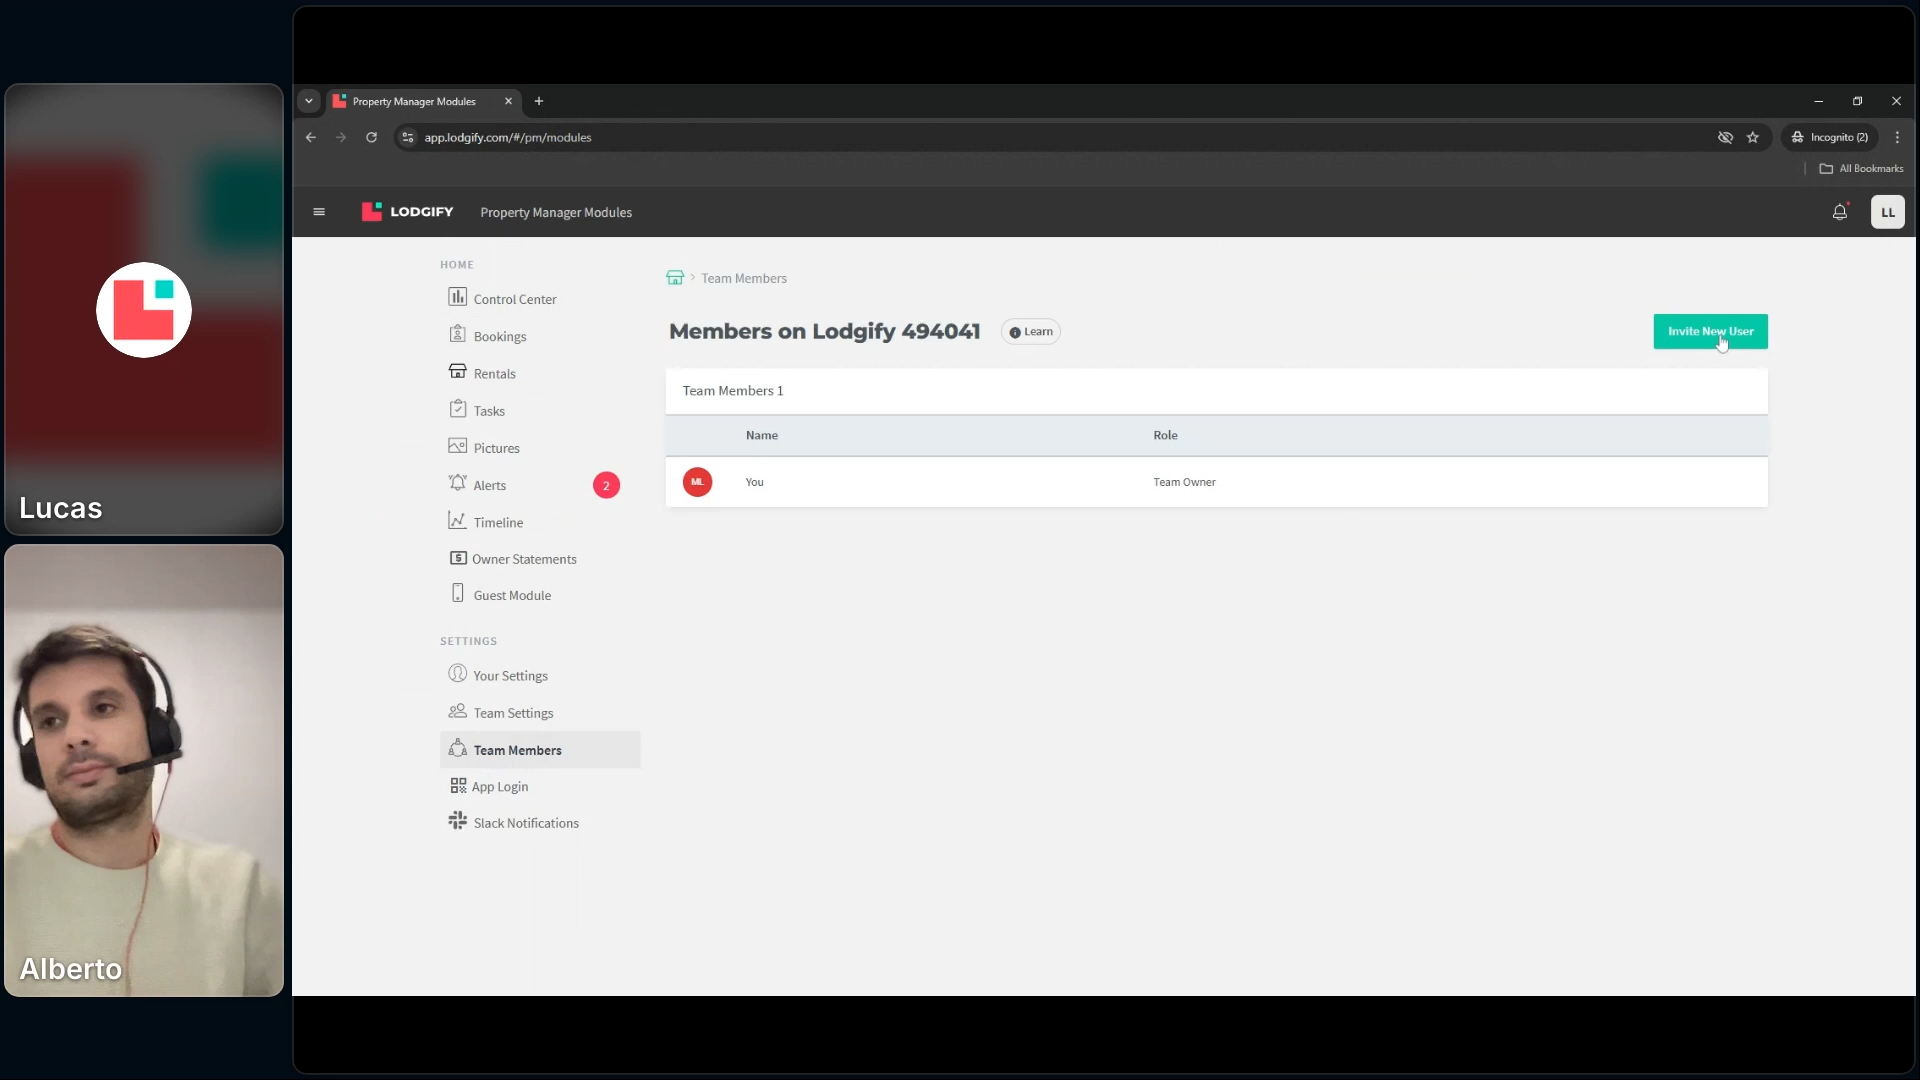 Lucas
Alberto
Property Manager Modules
app.lodgify.com/#/pm/modules
Incognito (2)
All Bookmarks
LODGIFY
Property Manager Modules
LL
HOME
Control Center
Bookings
Rentals
Tasks
Pictures
Alerts
2
Timeline
Owner Statements
Guest Module
SETTINGS
Your Settings
Team Settings
Team Members
App Login
Slack Notifications
> Team Members
Members on Lodgify 494041
Learn
Invite New User
Team Members 1
Name Role
ML You Team Owner